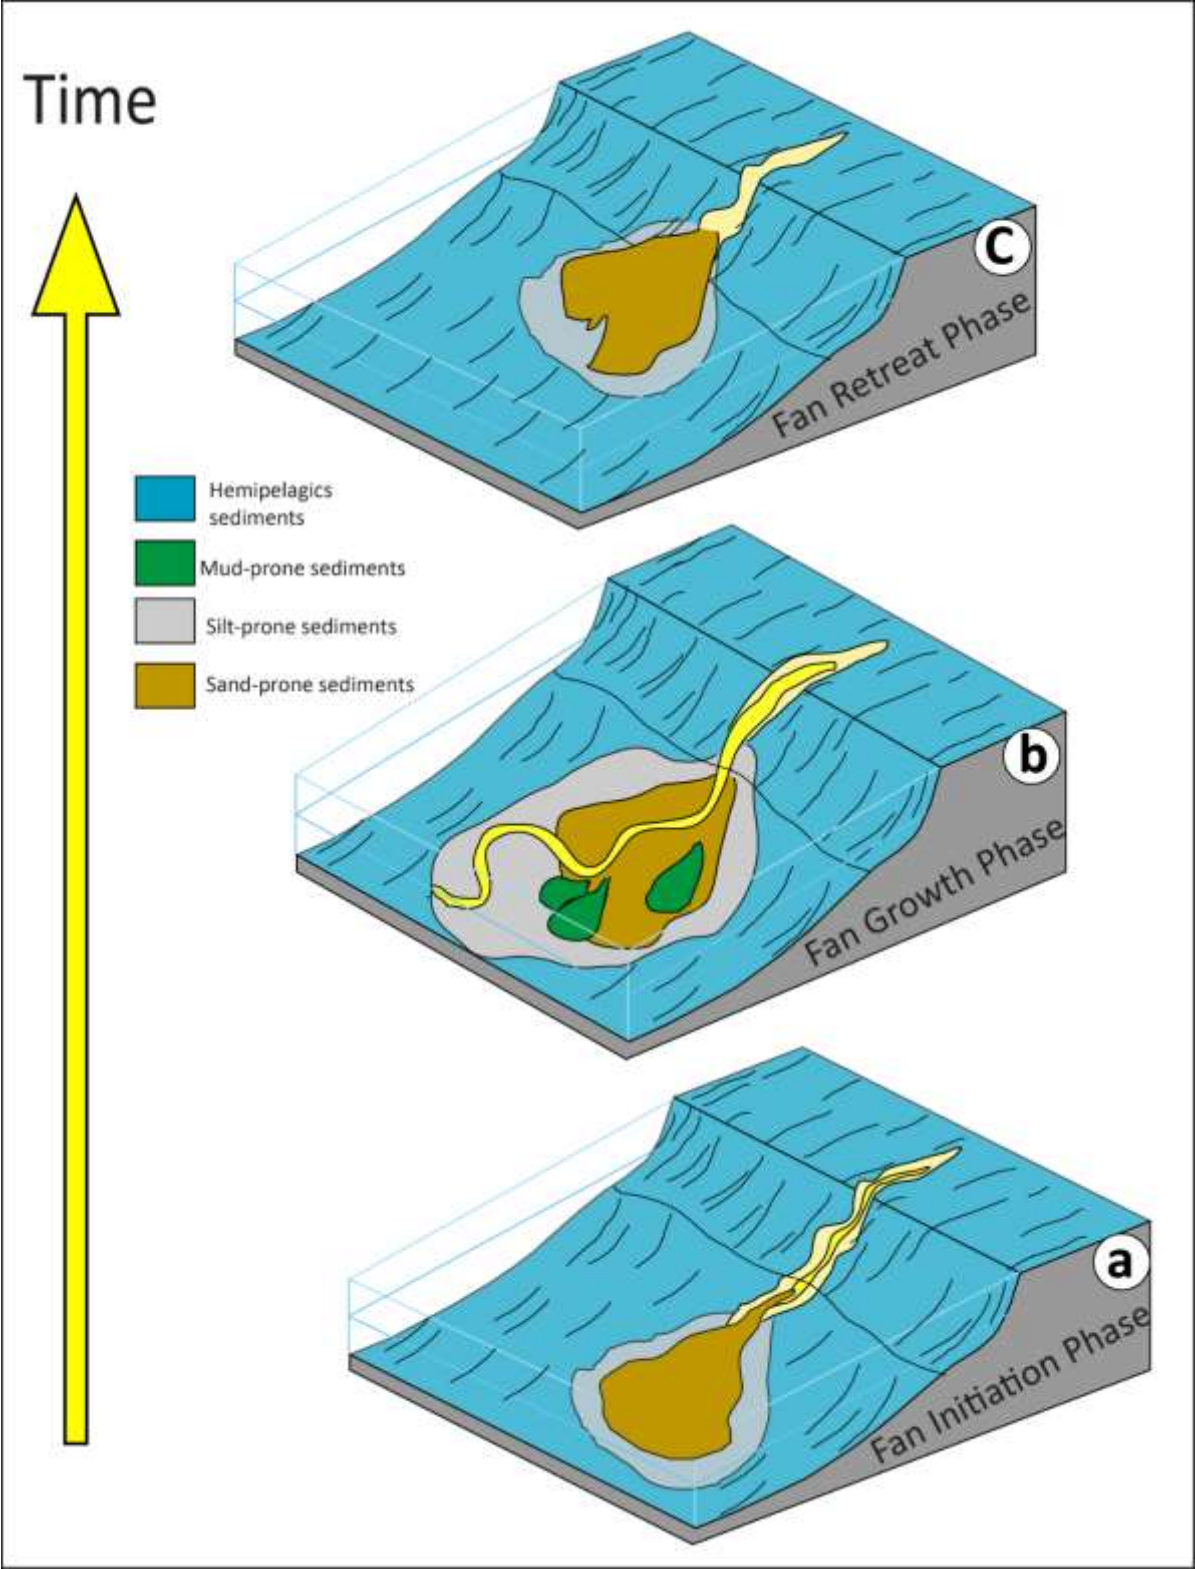 Time
C
Fan Retreat Phase
Hemipelagics
sediments
Mud-prone sediments
Silt-prone sediments
Sand-prone sediments
b
Fan Growth Phase
a
Fan Initiation Phase